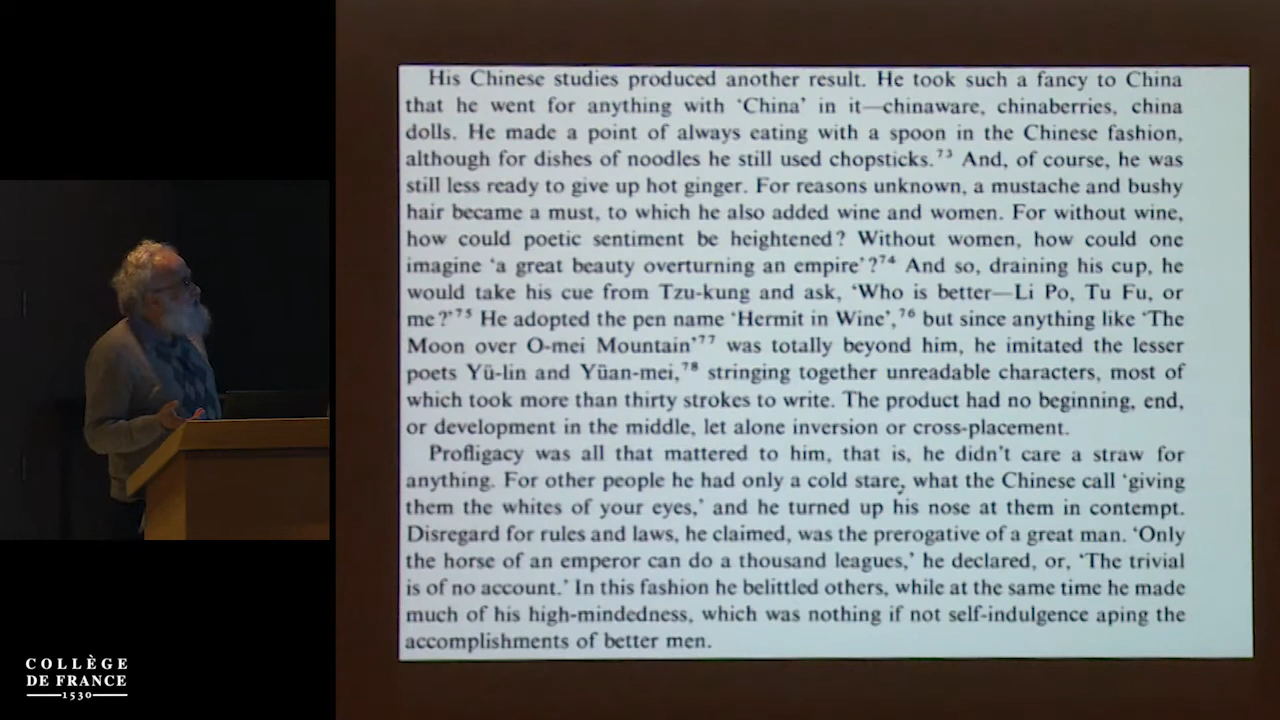 His Chinese studies produced another result. He took such a fancy to China
that he went for anything with ‘China’ in it—chinaware, chinaberries, china
dolls. He made a point of always eating with a spoon in the Chinese fashion,
although for dishes of noodles he still used chopsticks.⁷³ And, of course, he was
still less ready to give up hot ginger. For reasons unknown, a mustache and bushy
hair became a must, to which he also added wine and women. For without wine,
how could poetic sentiment be heightened? Without women, how could one
imagine ‘a great beauty overturning an empire’?⁷⁴ And so, draining his cup, he
would take his cue from Tzu-kung and ask, ‘Who is better—Li Po, Tu Fu, or
me?’⁷⁵ He adopted the pen name ‘Hermit in Wine’,⁷⁶ but since anything like ‘The
Moon over O-mei Mountain’⁷⁷ was totally beyond him, he imitated the lesser
poets Yü-lin and Yüan-mei,⁷⁸ stringing together unreadable characters, most of
which took more than thirty strokes to write. The product had no beginning, end,
or development in the middle, let alone inversion or cross-placement.
Profligacy was all that mattered to him, that is, he didn’t care a straw for
anything. For other people he had only a cold stare, what the Chinese call ‘giving
them the whites of your eyes,’ and he turned up his nose at them in contempt.
Disregard for rules and laws, he claimed, was the prerogative of a great man. ‘Only
the horse of an emperor can do a thousand leagues,’ he declared, or, ‘The trivial
is of no account.’ In this fashion he belittled others, while at the same time he made
much of his high-mindedness, which was nothing if not self-indulgence aping the
accomplishments of better men.
COLLÈGE
DE FRANCE
1530